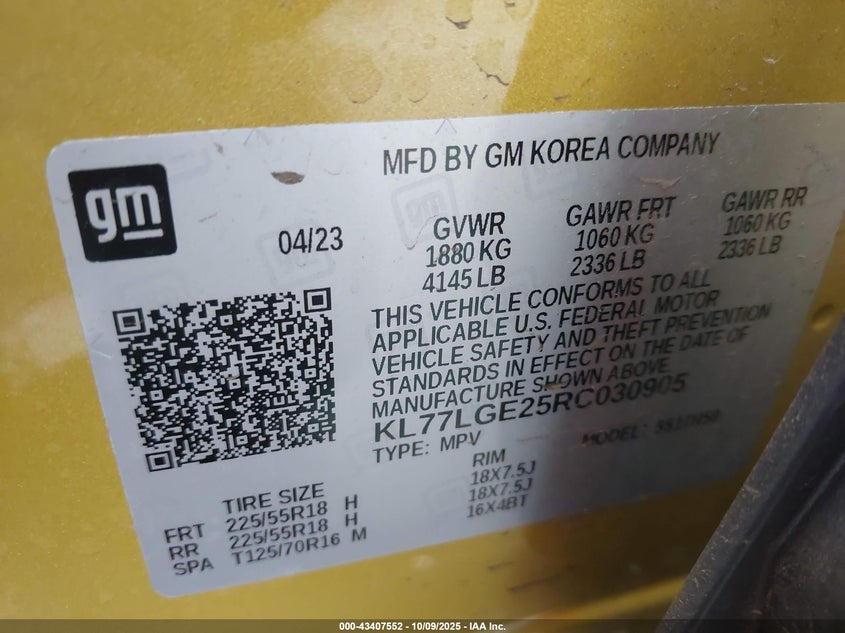 MFD BY GM KOREA COMPANY
gm
04/23
GVWR
1880 KG
4145 LB
GAWR FRT
1060 KG
2336 LB
GAWR RR
1060 KG
2336 LB
THIS VEHICLE CONFORMS TO ALL
APPLICABLE U.S. FEDERAL MOTOR
VEHICLE SAFETY AND THEFT PREVENTION
STANDARDS IN EFFECT ON THE DATE OF
MANUFACTURE SHOWN ABOVE
KL77LGE25RC030905
TYPE: MPV
MODEL:
TIRE SIZE RIM
FRT 225/55R18 H 18X7.5J
RR 225/55R18 H 18X7.5J
SPA T125/70R16 M 16X4BT
000-43407552 - 10/09/2025 - IAA Inc.